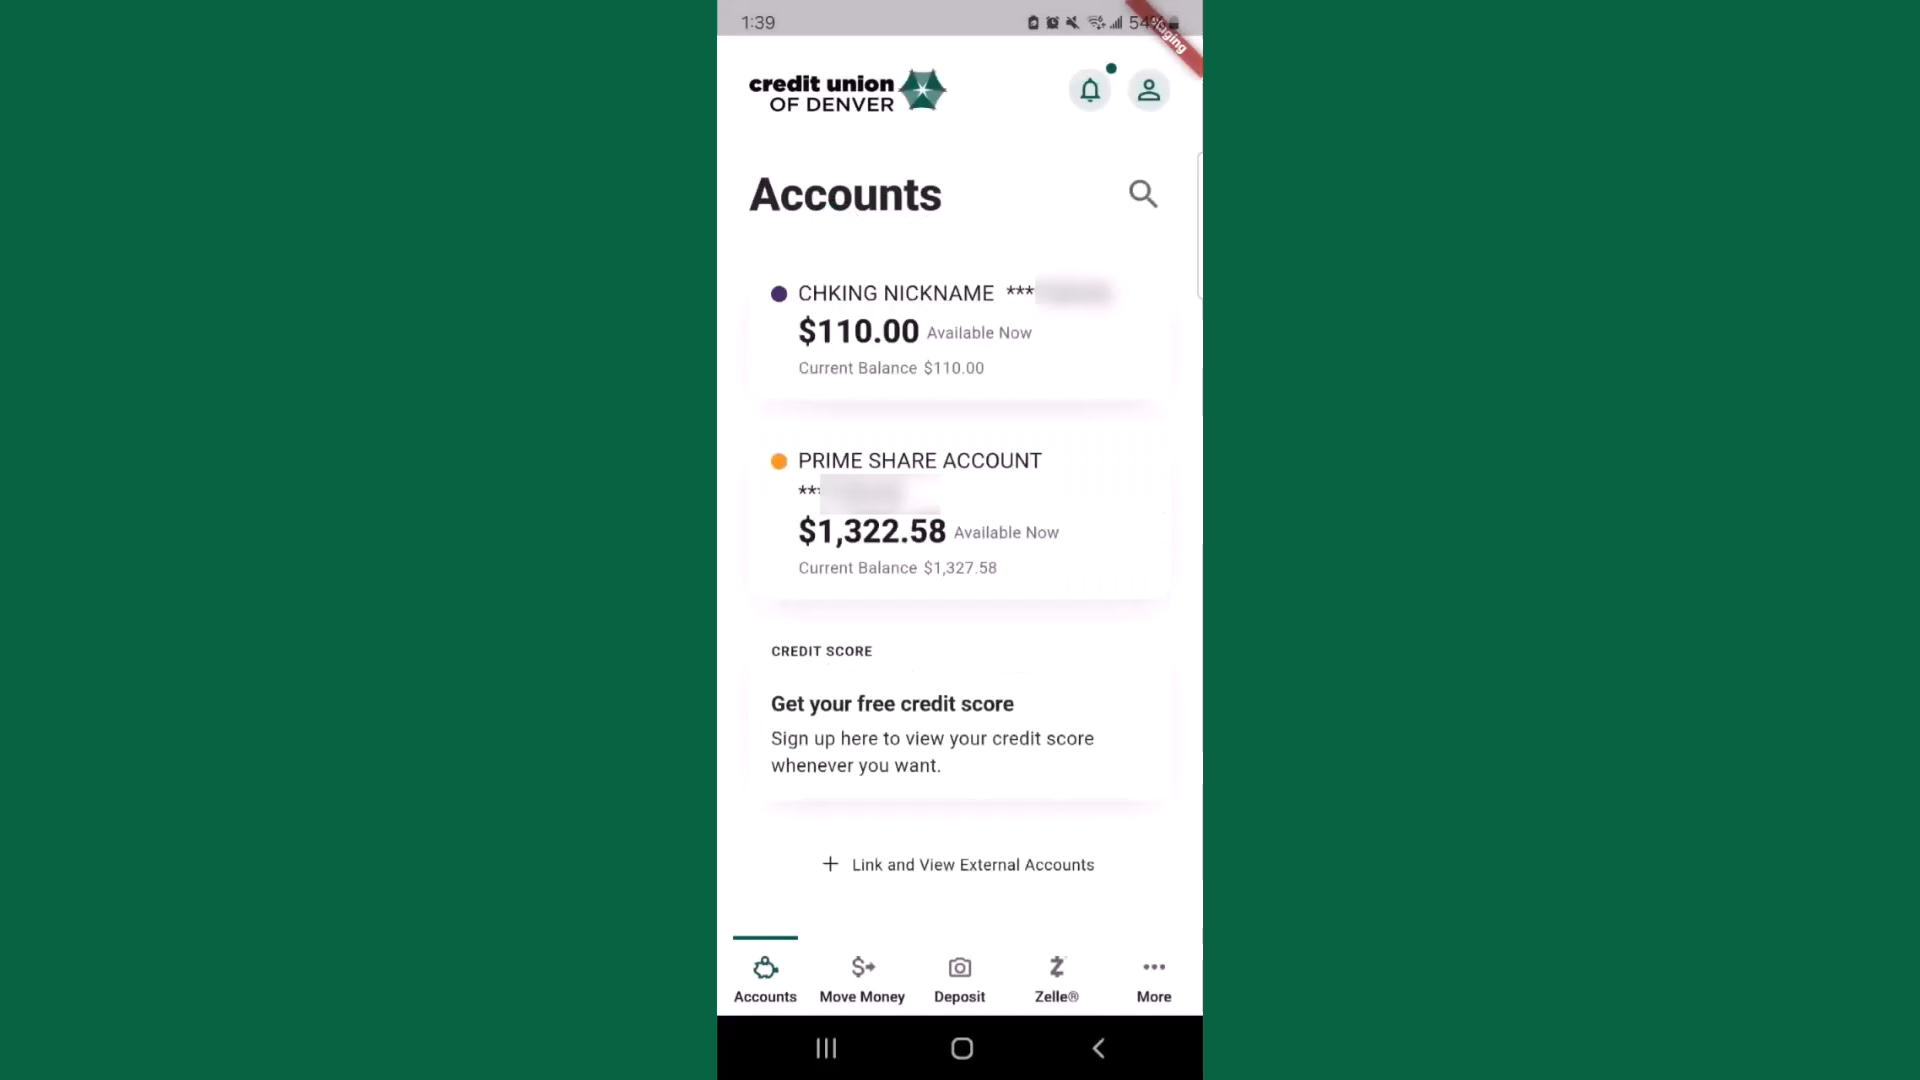 1:39
54%
credit union
OF DENVER
Accounts
CHKING NICKNAME ***
$110.00 Available Now
Current Balance $110.00
PRIME SHARE ACCOUNT
***
$1,322.58 Available Now
Current Balance $1,327.58
CREDIT SCORE
Get your free credit score
Sign up here to view your credit score
whenever you want.
+ Link and View External Accounts
Accounts Move Money Deposit Zelle® More